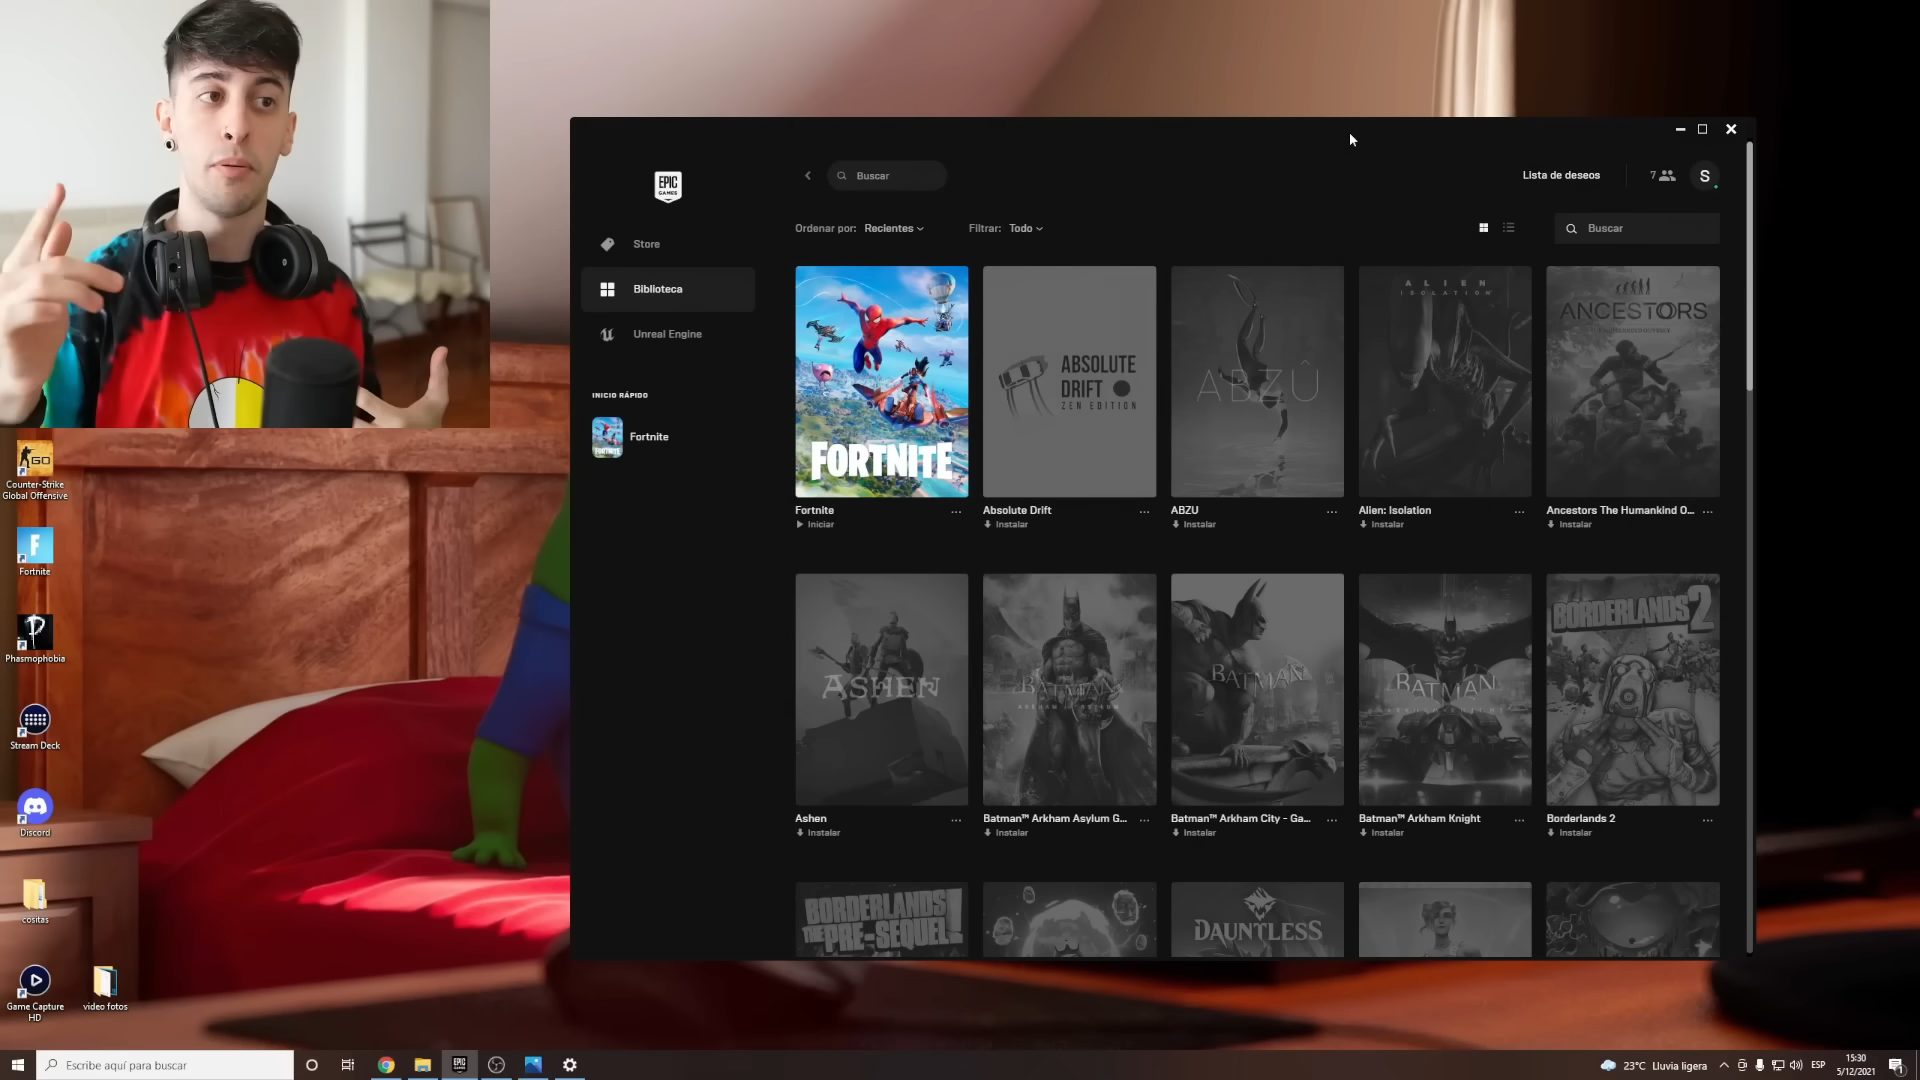 EPIC
GAMES
Buscar
Lista de deseos
7
S
Ordenar por: Recientes
Filtrar: Todo
Buscar
Store
Biblioteca
Unreal Engine
INICIO RÁPIDO
Fortnite
FORTNITE
ABSOLUTE
DRIFT
ZEN EDITION
ABZÛ
ALIEN
ISOLATION
ANCESTORS
Fortnite
Iniciar
Absolute Drift
Instalar
ABZU
Instalar
Alien: Isolation
Instalar
Ancestors The Humankind O...
Instalar
ASHEN
BATMAN
BATMAN
BATMAN
BORDERLANDS 2
Ashen
Instalar
Batman™ Arkham Asylum G...
Instalar
Batman™ Arkham City - Ga...
Instalar
Batman™ Arkham Knight
Instalar
Borderlands 2
Instalar
BORDERLANDS
THE PRE-SEQUEL!
DAUNTLESS
GO
Counter-Strike
Global Offensive
F
Fortnite
Phasmophobia
Stream Deck
Discord
cositas
Game Capture
HD
video fotos
Escribe aquí para buscar
EPIC
23°C Lluvia ligera
ESP
15:30
5/12/2021
1